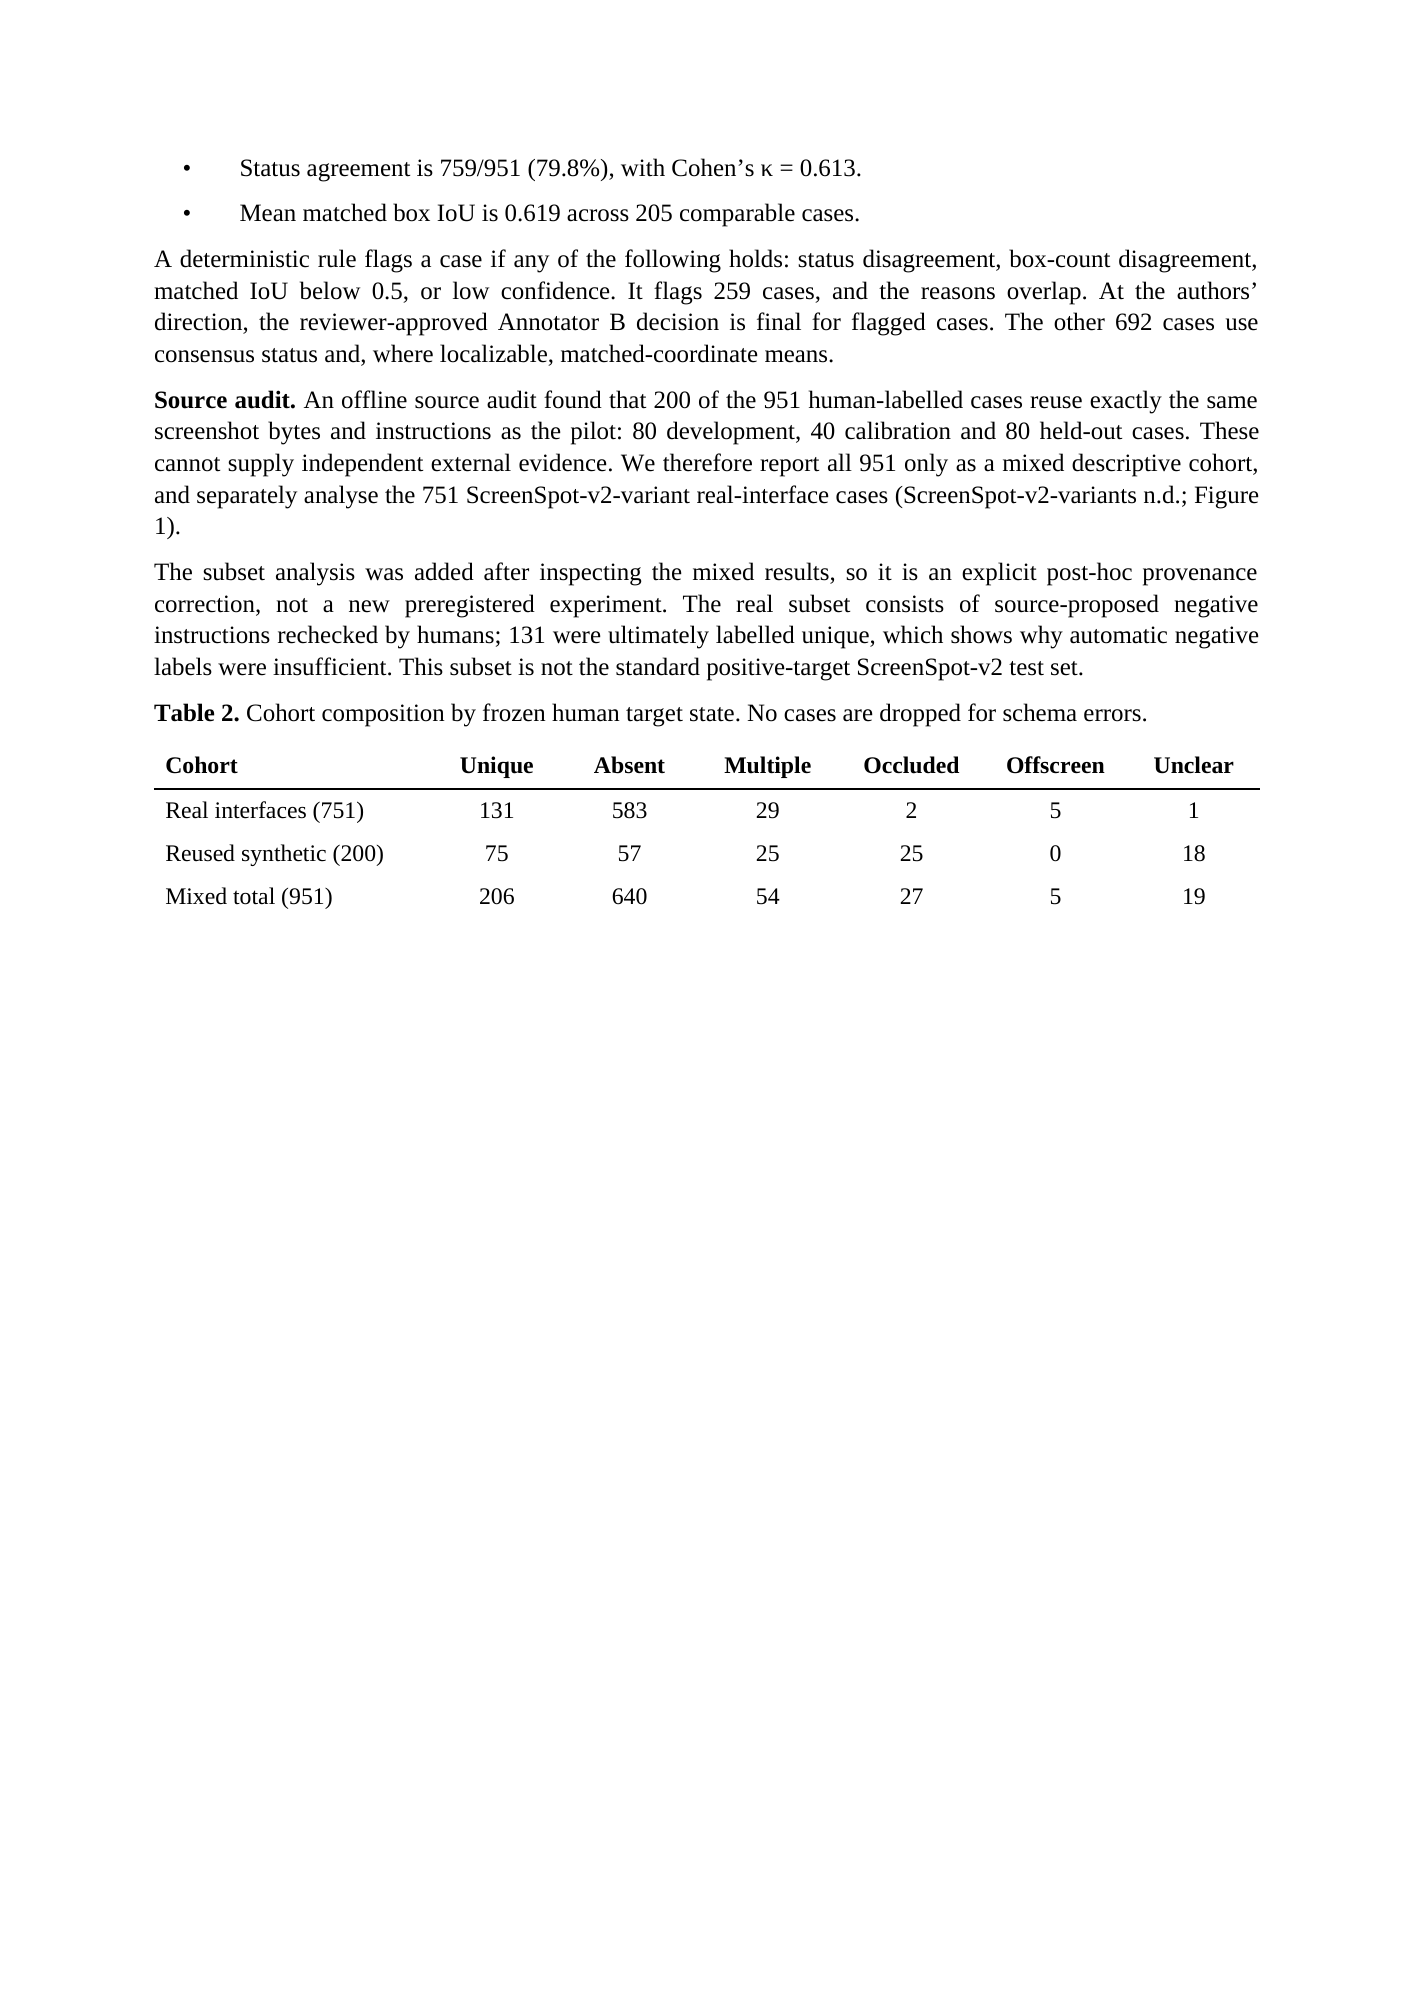 • Status agreement is 759/951 (79.8%), with Cohen’s κ = 0.613.
• Mean matched box IoU is 0.619 across 205 comparable cases.
A deterministic rule flags a case if any of the following holds: status disagreement, box-count disagreement,
matched IoU below 0.5, or low confidence. It flags 259 cases, and the reasons overlap. At the authors’
direction, the reviewer-approved Annotator B decision is final for flagged cases. The other 692 cases use
consensus status and, where localizable, matched-coordinate means.
Source audit. An offline source audit found that 200 of the 951 human-labelled cases reuse exactly the same
screenshot bytes and instructions as the pilot: 80 development, 40 calibration and 80 held-out cases. These
cannot supply independent external evidence. We therefore report all 951 only as a mixed descriptive cohort,
and separately analyse the 751 ScreenSpot-v2-variant real-interface cases (ScreenSpot-v2-variants n.d.; Figure
1).
The subset analysis was added after inspecting the mixed results, so it is an explicit post-hoc provenance
correction, not a new preregistered experiment. The real subset consists of source-proposed negative
instructions rechecked by humans; 131 were ultimately labelled unique, which shows why automatic negative
labels were insufficient. This subset is not the standard positive-target ScreenSpot-v2 test set.
Table 2. Cohort composition by frozen human target state. No cases are dropped for schema errors.
Cohort Unique Absent Multiple Occluded Offscreen Unclear
Real interfaces (751) 131 583 29 2 5 1
Reused synthetic (200) 75 57 25 25 0 18
Mixed total (951) 206 640 54 27 5 19